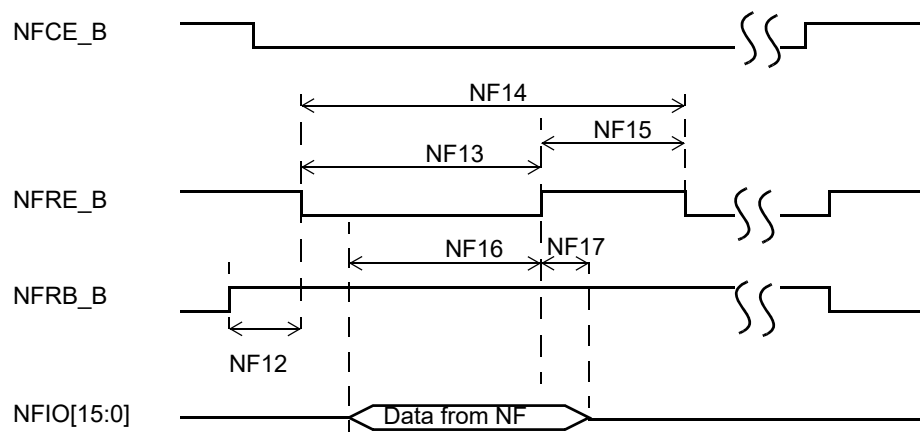 NFCE_B
NF14
NF15
NF13
NFRE_B
NF16
NF17
NFRB_B
NF12
NFIO[15:0]
Data from NF